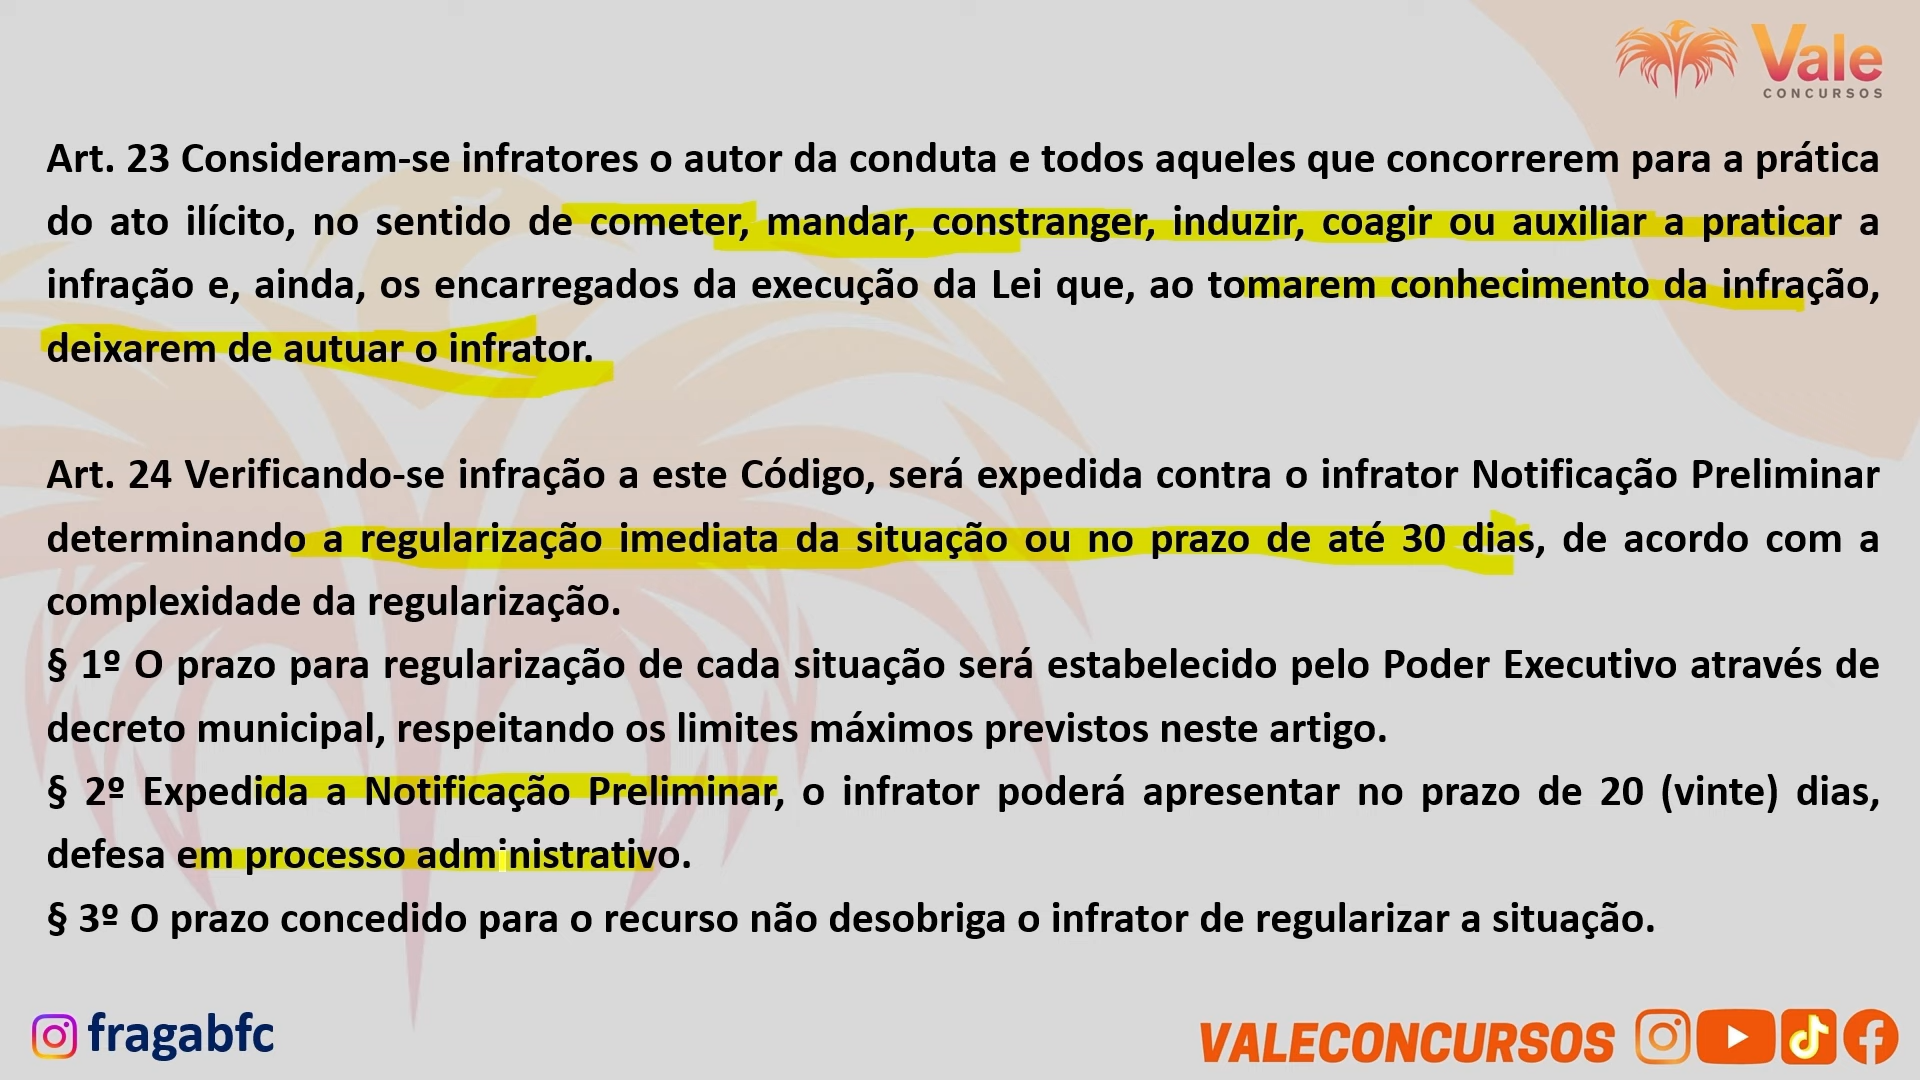 Vale
CONCURSOS
Art. 23 Consideram-se infratores o autor da conduta e todos aqueles que concorrerem para a prática
do ato ilícito, no sentido de cometer, mandar, constranger, induzir, coagir ou auxiliar a praticar a
infração e, ainda, os encarregados da execução da Lei que, ao tomarem conhecimento da infração,
deixarem de autuar o infrator.
Art. 24 Verificando-se infração a este Código, será expedida contra o infrator Notificação Preliminar
determinando a regularização imediata da situação ou no prazo de até 30 dias, de acordo com a
complexidade da regularização.
§ 1º O prazo para regularização de cada situação será estabelecido pelo Poder Executivo através de
decreto municipal, respeitando os limites máximos previstos neste artigo.
§ 2º Expedida a Notificação Preliminar, o infrator poderá apresentar no prazo de 20 (vinte) dias,
defesa em processo administrativo.
§ 3º O prazo concedido para o recurso não desobriga o infrator de regularizar a situação.
fragabfc
VALECONCURSOS